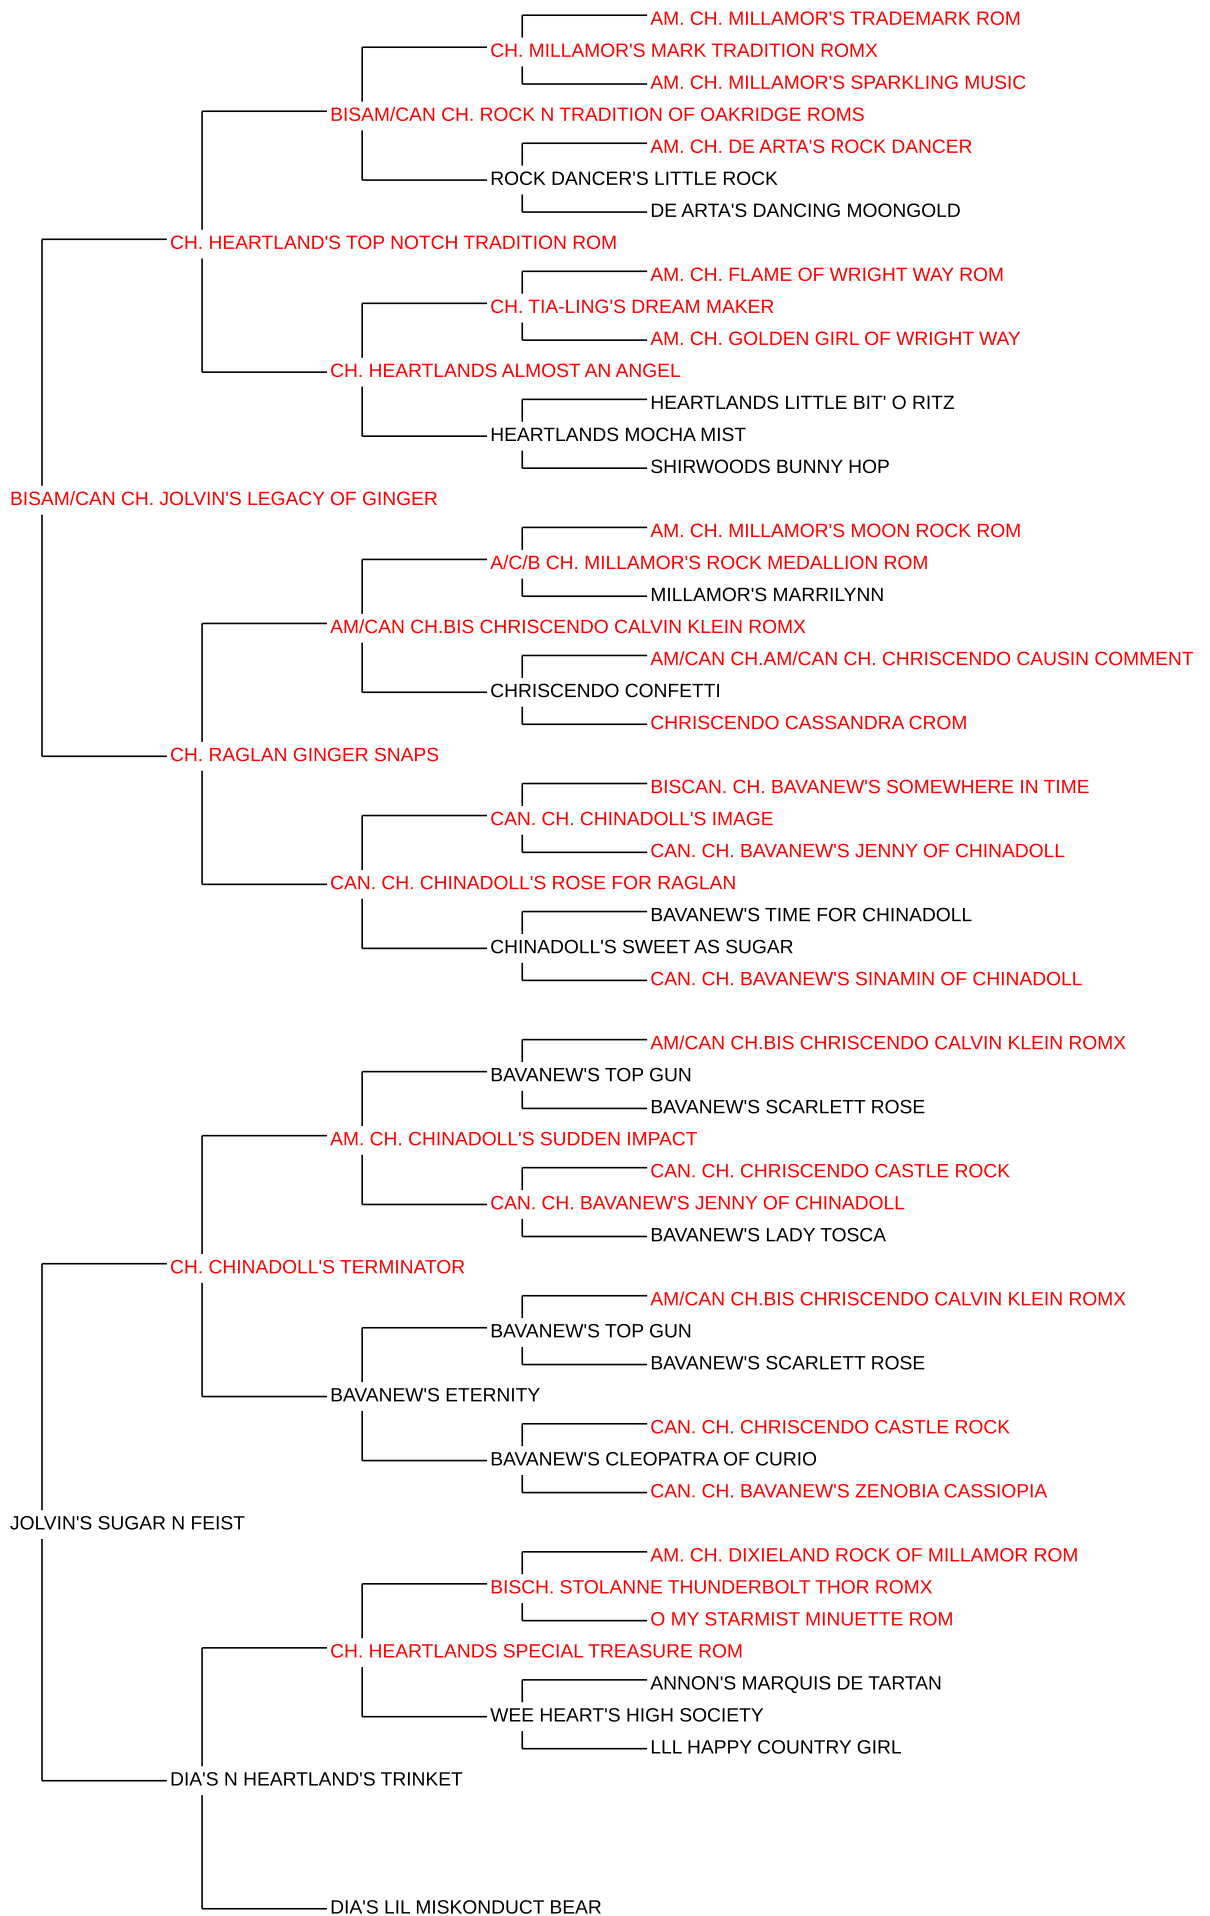 AM. CH. MILLAMOR'S TRADEMARK ROM
CH. MILLAMOR'S MARK TRADITION ROMX
AM. CH. MILLAMOR'S SPARKLING MUSIC
BISAM/CAN CH. ROCK N TRADITION OF OAKRIDGE ROMS
AM. CH. DE ARTA'S ROCK DANCER
ROCK DANCER'S LITTLE ROCK
DE ARTA'S DANCING MOONGOLD
CH. HEARTLAND'S TOP NOTCH TRADITION ROM
AM. CH. FLAME OF WRIGHT WAY ROM
CH. TIA-LING'S DREAM MAKER
AM. CH. GOLDEN GIRL OF WRIGHT WAY
CH. HEARTLANDS ALMOST AN ANGEL
HEARTLANDS LITTLE BIT' O RITZ
HEARTLANDS MOCHA MIST
SHIRWOODS BUNNY HOP
BISAM/CAN CH. JOLVIN'S LEGACY OF GINGER
AM. CH. MILLAMOR'S MOON ROCK ROM
A/C/B CH. MILLAMOR'S ROCK MEDALLION ROM
MILLAMOR'S MARRILYNN
AM/CAN CH.BIS CHRISCENDO CALVIN KLEIN ROMX
AM/CAN CH.AM/CAN CH. CHRISCENDO CAUSIN COMMENT
CHRISCENDO CONFETTI
CHRISCENDO CASSANDRA CROM
CH. RAGLAN GINGER SNAPS
BISCAN. CH. BAVANEW'S SOMEWHERE IN TIME
CAN. CH. CHINADOLL'S IMAGE
CAN. CH. BAVANEW'S JENNY OF CHINADOLL
CAN. CH. CHINADOLL'S ROSE FOR RAGLAN
BAVANEW'S TIME FOR CHINADOLL
CHINADOLL'S SWEET AS SUGAR
CAN. CH. BAVANEW'S SINAMIN OF CHINADOLL
AM/CAN CH.BIS CHRISCENDO CALVIN KLEIN ROMX
BAVANEW'S TOP GUN
BAVANEW'S SCARLETT ROSE
AM. CH. CHINADOLL'S SUDDEN IMPACT
CAN. CH. CHRISCENDO CASTLE ROCK
CAN. CH. BAVANEW'S JENNY OF CHINADOLL
BAVANEW'S LADY TOSCA
CH. CHINADOLL'S TERMINATOR
AM/CAN CH.BIS CHRISCENDO CALVIN KLEIN ROMX
BAVANEW'S TOP GUN
BAVANEW'S SCARLETT ROSE
BAVANEW'S ETERNITY
CAN. CH. CHRISCENDO CASTLE ROCK
BAVANEW'S CLEOPATRA OF CURIO
CAN. CH. BAVANEW'S ZENOBIA CASSIOPIA
JOLVIN'S SUGAR N FEIST
AM. CH. DIXIELAND ROCK OF MILLAMOR ROM
BISCH. STOLANNE THUNDERBOLT THOR ROMX
O MY STARMIST MINUETTE ROM
CH. HEARTLANDS SPECIAL TREASURE ROM
ANNON'S MARQUIS DE TARTAN
WEE HEART'S HIGH SOCIETY
LLL HAPPY COUNTRY GIRL
DIA'S N HEARTLAND'S TRINKET
DIA'S LIL MISKONDUCT BEAR